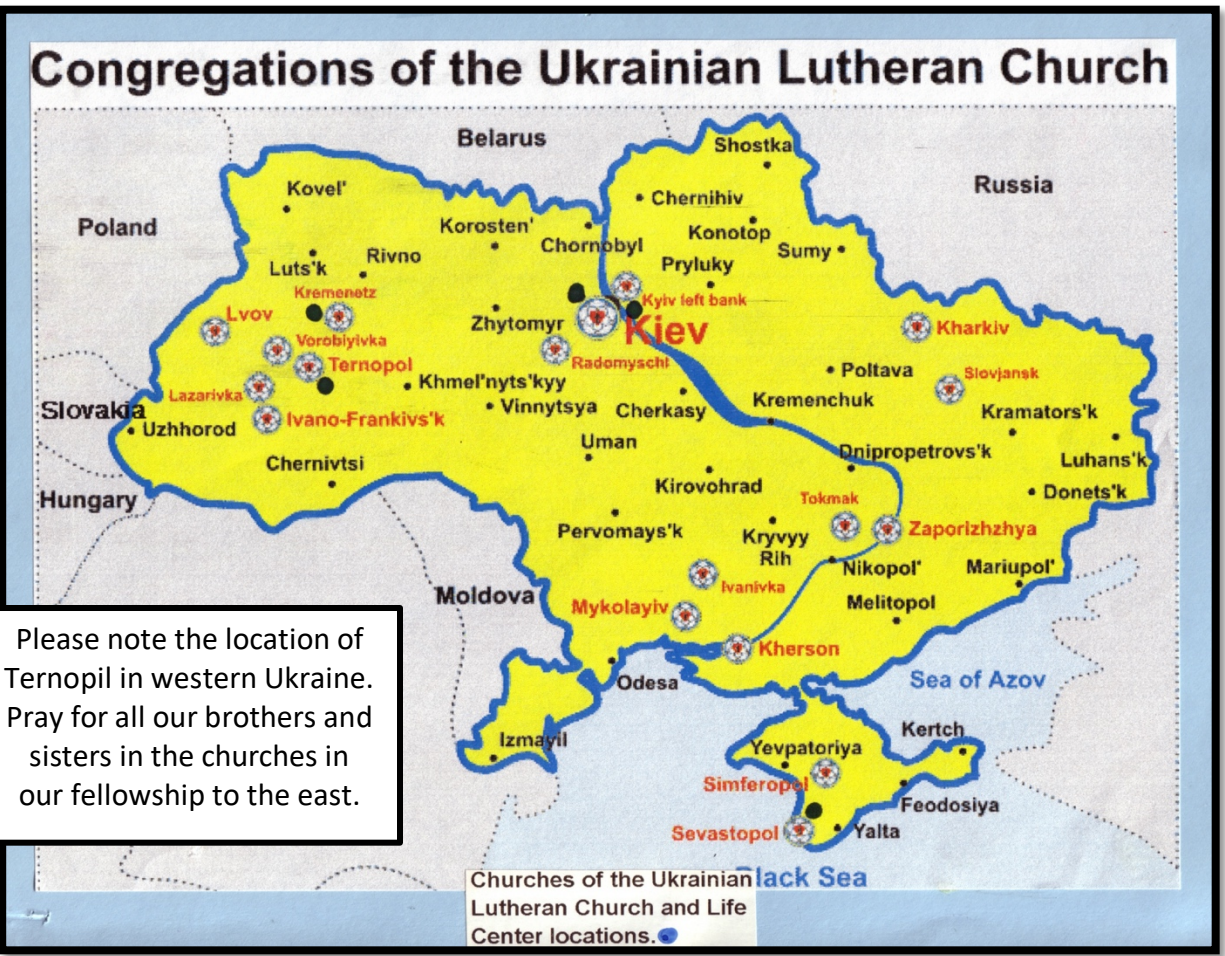 Congregations of the Ukrainian Lutheran Church
Belarus
Shostka
Russia
Kovel'
Chernihiv
Poland
Korosten'
Konotop
Chornobyl
Sumy
Rivno
Luts'k
Pryluky
Kremenetz
Kyiv left bank
Lvov
Zhytomyr
Kiev
Kharkiv
Vorobiyivka
Radomyschl
Ternopol
Poltava
Slovjansk
Khmel'nyts'kyy
Lazarivka
Kremenchuk
Slovakia
Vinnytsya
Cherkasy
Kramators'k
Ivano-Frankivs'k
Uzhhorod
Uman
Dnipropetrovs'k
Luhans'k
Chernivtsi
Kirovohrad
Donets'k
Hungary
Tokmak
Pervomays'k
Kryvyy
Rih
Zaporizhzhya
Nikopol'
Mariupol'
Ivanivka
Moldova
Mykolayiv
Melitopol
Kherson
Odesa
Sea of Azov
Please note the location of
Ternopil in western Ukraine.
Pray for all our brothers and
sisters in the churches in
our fellowship to the east.
Izmayil
Kertch
Yevpatoriya
Simferopol
Feodosiya
Sevastopol
Yalta
Black Sea
Churches of the Ukrainian
Lutheran Church and Life
Center locations.